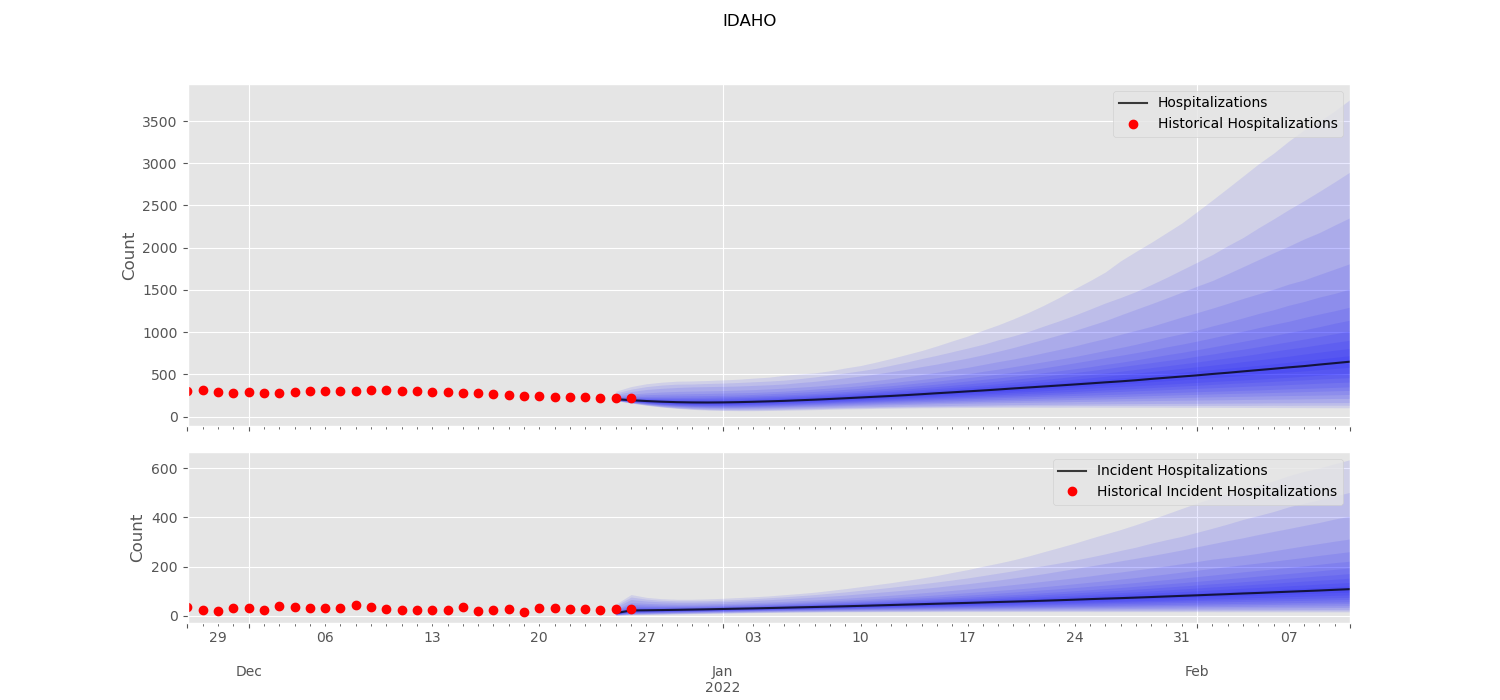 IDAHO
Hospitalizations
Historical Hospitalizations
Count
3500
3000
2500
2000
1500
1000
500
0
Incident Hospitalizations
Historical Incident Hospitalizations
Count
600
400
200
0
29 06 13 20 27 03 10 17 24 31 07
Dec Jan Feb
2022